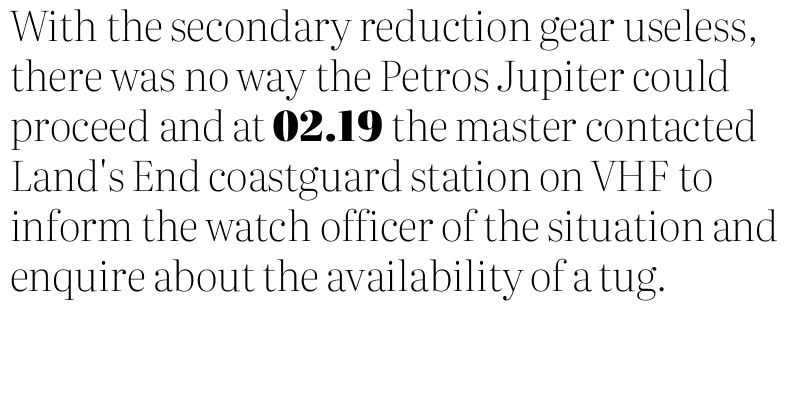 With the secondary reduction gear useless,
there was no way the Petros Jupiter could
proceed and at 02.19 the master contacted
Land's End coastguard station on VHF to
inform the watch officer of the situation and
enquire about the availability of a tug.